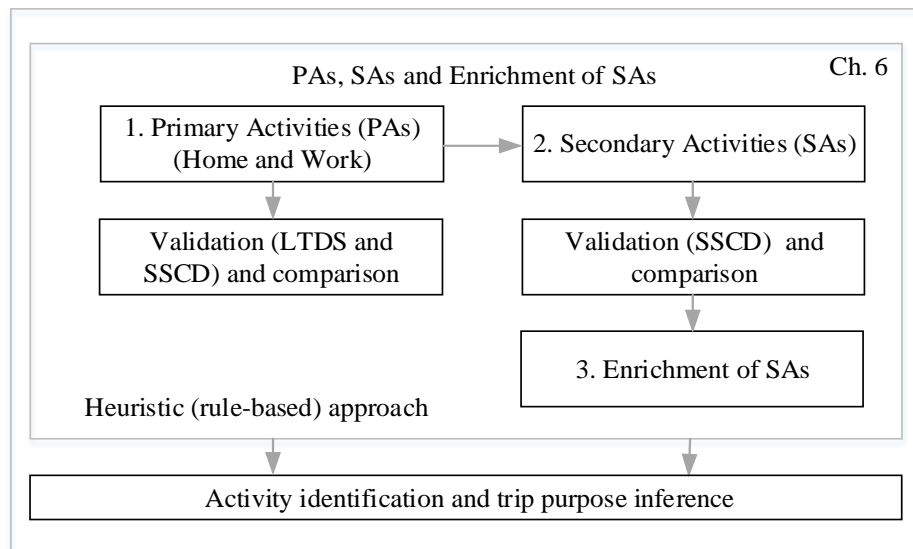 Ch. 6
PAs, SAs and Enrichment of SAs
1. Primary Activities (PAs)
(Home and Work)
2. Secondary Activities (SAs)
Validation (LTDS and
SSCD) and comparison
Validation (SSCD) and
comparison
3. Enrichment of SAs
Heuristic (rule-based) approach
Activity identification and trip purpose inference